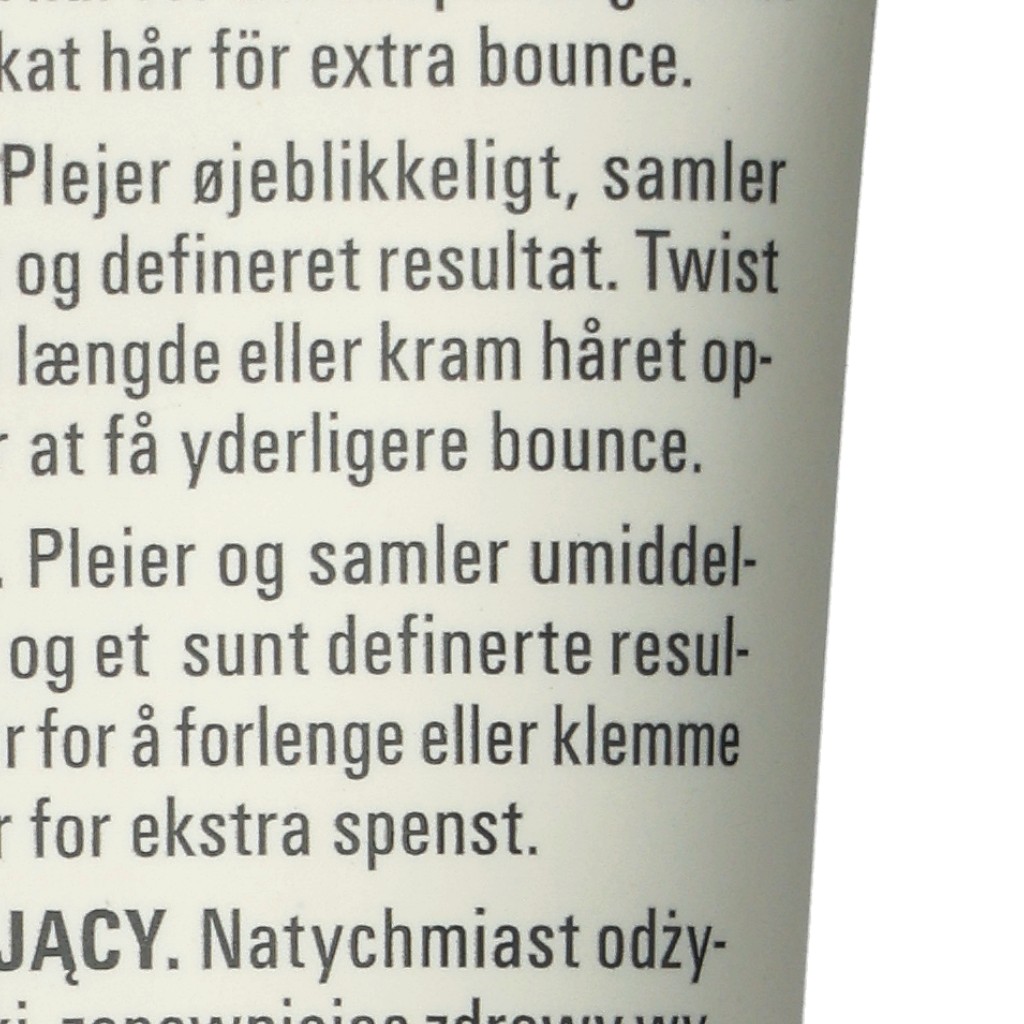 kat hår för extra bounce.
Plejer øjeblikkeligt, samler
og defineret resultat. Twist
længde eller kram håret op-
r at få yderligere bounce.
. Pleier og samler umiddel-
og et sunt definerte resul-
r for å forlenge eller klemme
r for ekstra spenst.
JĄCY. Natychmiast odży-